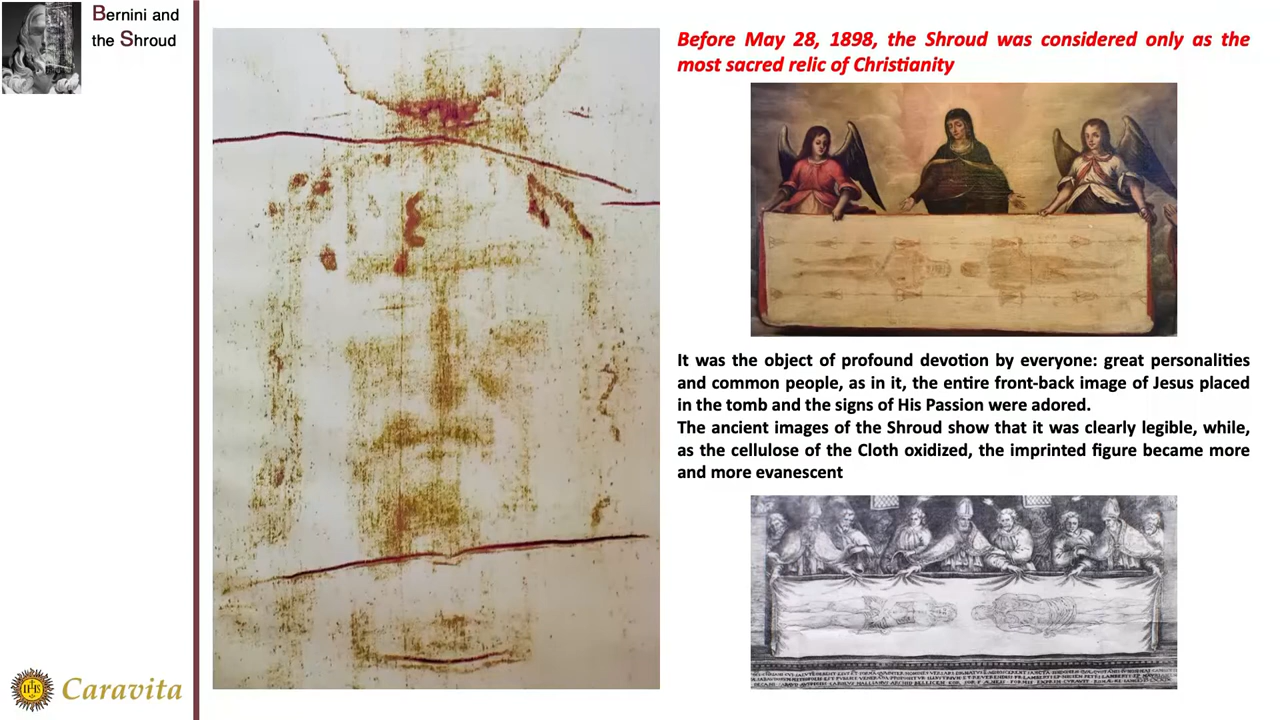 Bernini and
the Shroud
Before May 28, 1898, the Shroud was considered only as the
most sacred relic of Christianity
It was the object of profound devotion by everyone: great personalities
and common people, as in it, the entire front-back image of Jesus placed
in the tomb and the signs of His Passion were adored.
The ancient images of the Shroud show that it was clearly legible, while,
as the cellulose of the Cloth oxidized, the imprinted figure became more
and more evanescent
IHS
Caravita